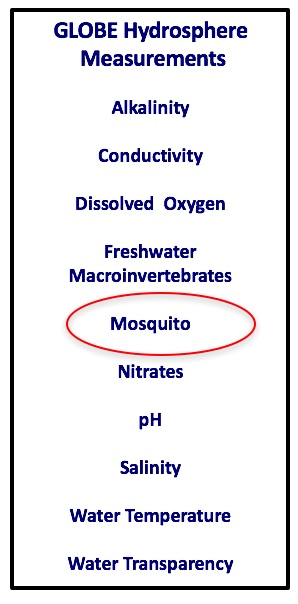 GLOBE Hydrosphere
Measurements
Alkalinity
Conductivity
Dissolved Oxygen
Freshwater
Macroinvertebrates
Mosquito
Nitrates
pH
Salinity
Water Temperature
Water Transparency